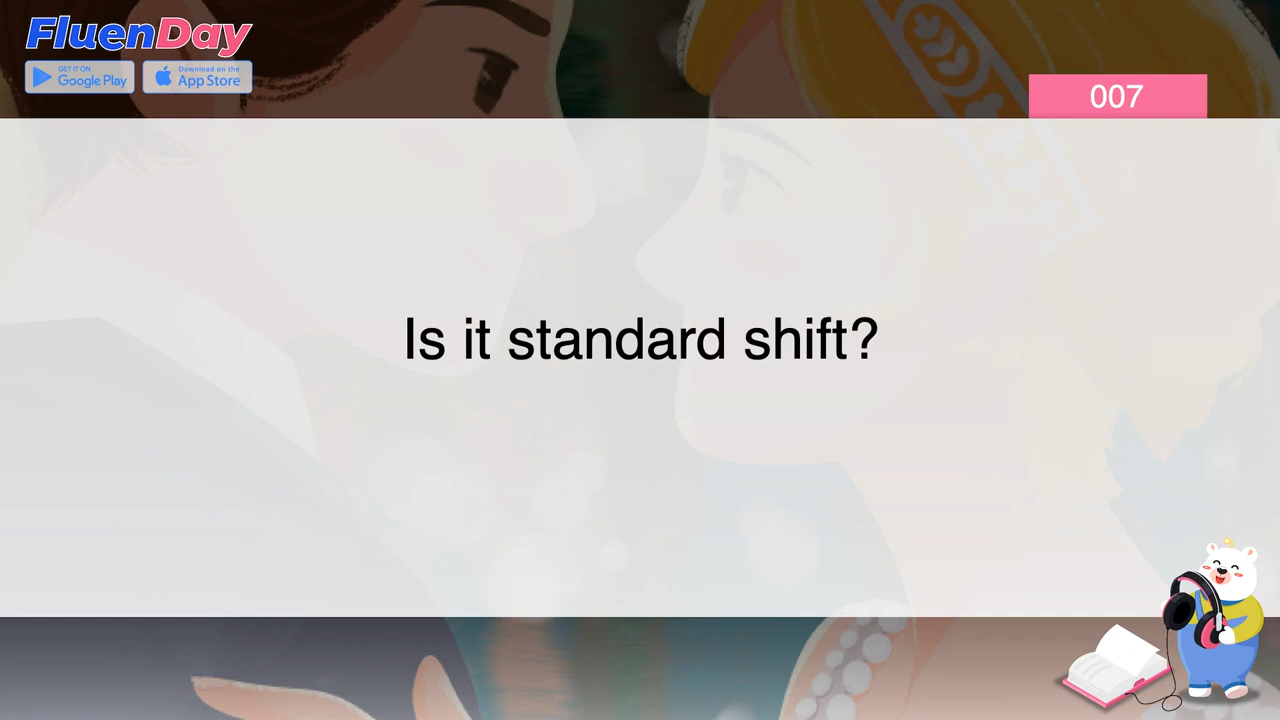 FluenDay
GET IT ON
Google Play
Download on the
App Store
007
Is it standard shift?